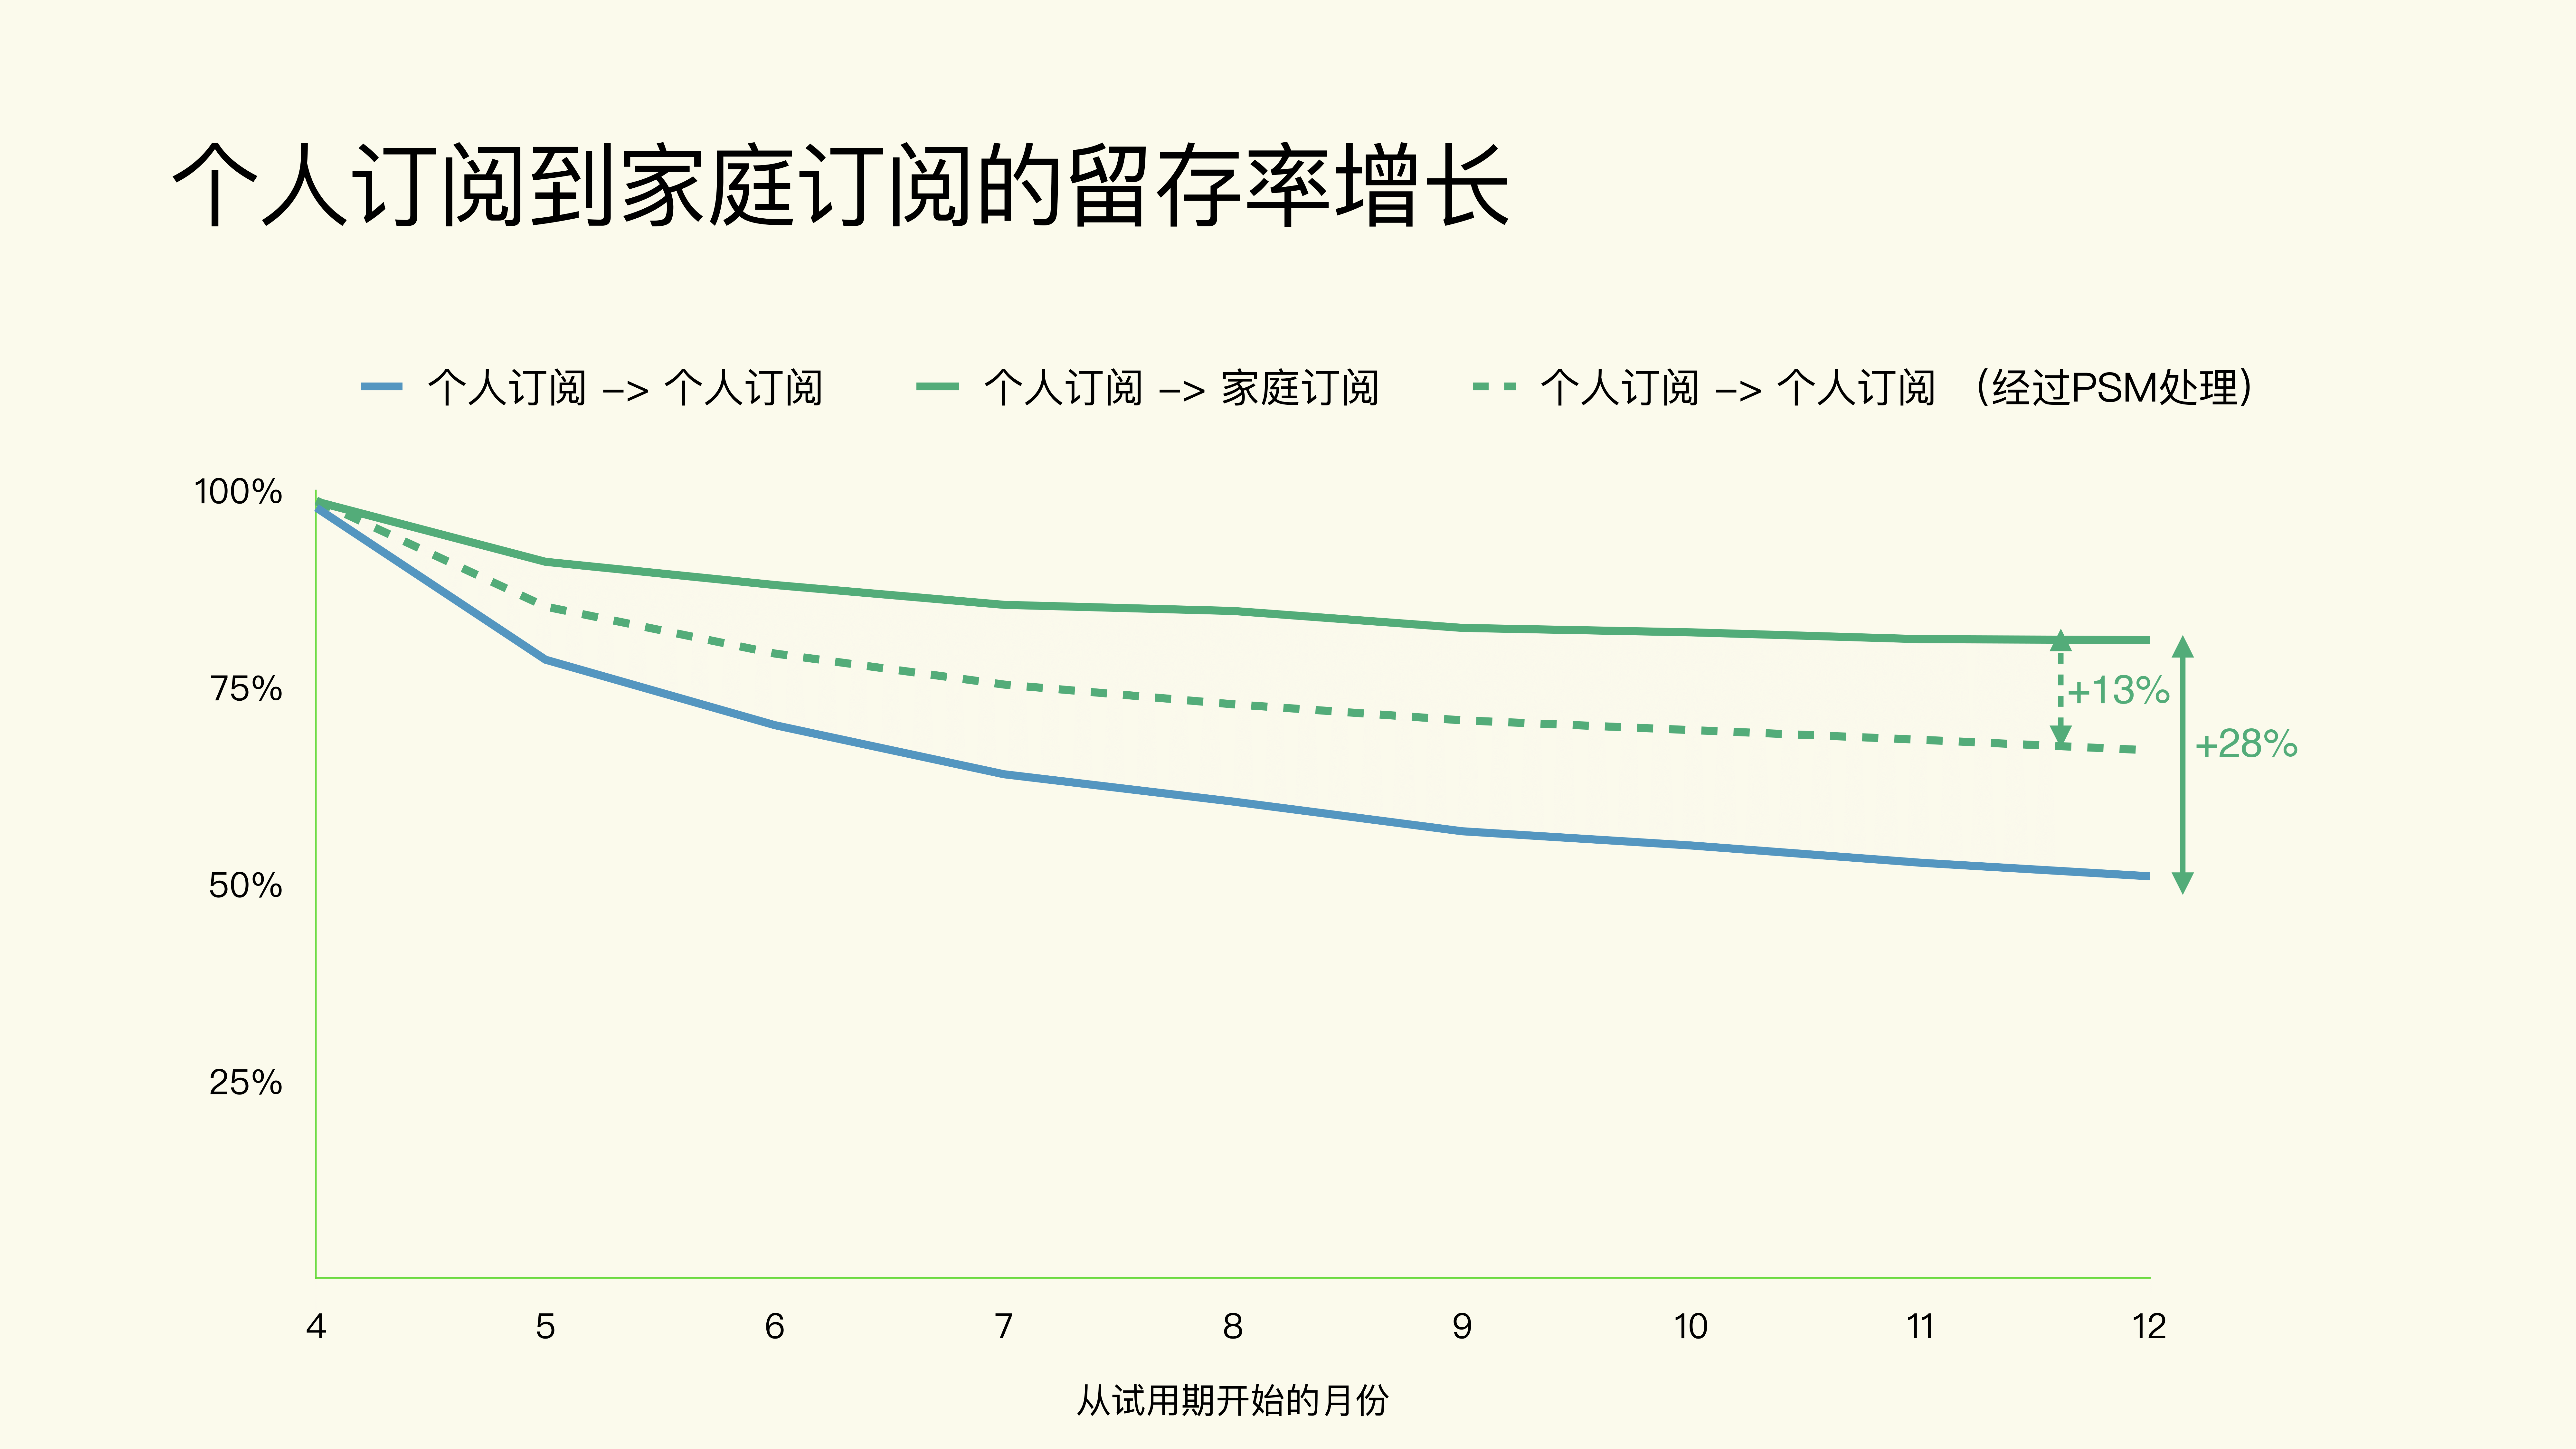 个人订阅到家庭订阅的留存率增长
个人订阅 –> 个人订阅
个人订阅 –> 家庭订阅
个人订阅 –> 个人订阅 （经过PSM处理）
100%
75%
50%
25%
+13%
+28%
4 5 6 7 8 9 10 11 12
从试用期开始的月份